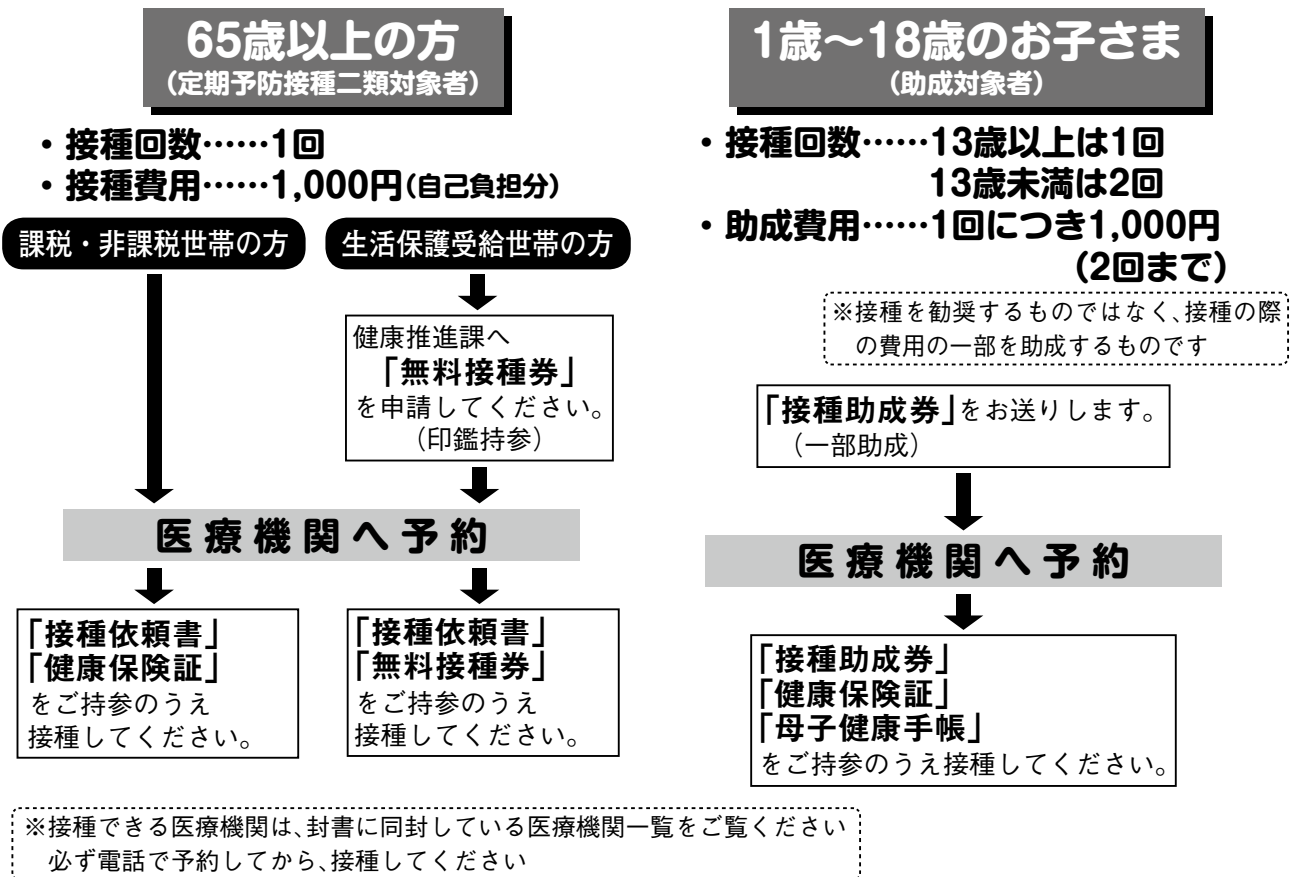 65歳以上の方
（定期予防接種二類対象者）
・接種回数……1回
・接種費用……1,000円（自己負担分）
課税・非課税世帯の方
生活保護受給世帯の方
健康推進課へ
「無料接種券」
を申請してください。
（印鑑持参）
医療機関へ予約
「接種依頼書」
「健康保険証」
をご持参のうえ
接種してください。
「接種依頼書」
「無料接種券」
をご持参のうえ
接種してください。
1歳～18歳のお子さま
（助成対象者）
・接種回数……13歳以上は1回
13歳未満は2回
・助成費用……1回につき1,000円
（2回まで）
※接種を勧奨するものではなく、接種の際
の費用の一部を助成するものです
「接種助成券」をお送りします。
（一部助成）
医療機関へ予約
「接種助成券」
「健康保険証」
「母子健康手帳」
をご持参のうえ接種してください。
※接種できる医療機関は、封書に同封している医療機関一覧をご覧ください
必ず電話で予約してから、接種してください